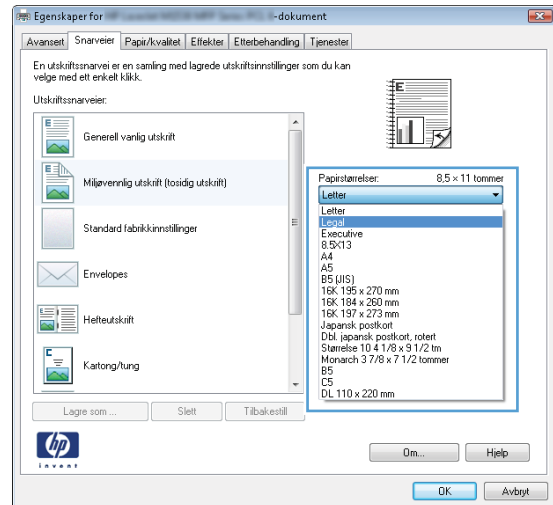 Egenskaper for -dokument
Avansert Snarveier Papir/kvalitet Effekter Etterbehandling Tjenester
En utskriftssnarvei er en samling med lagrede utskriftsinnstillinger som du kan
velge med ett enkelt klikk.
Utskriftssnarveier:
Generell vanlig utskrift
Miljøvennlig utskrift (tosidig utskrift)
Standard fabrikkinnstillinger
Envelopes
Hefteutskrift
Kartong/tung
Papirstørrelser: 8,5 × 11 tommer
Letter
Letter
Legal
Executive
8.5X13
A4
A5
B5 (JIS)
16K 195 x 270 mm
16K 184 x 260 mm
16K 197 x 273 mm
Japansk postkort
Dbl. japansk postkort, rotert
Størrelse 10 4 1/8 x 9 1/2 tm
Monarch 3 7/8 x 7 1/2 tommer
B5
C5
DL 110 x 220 mm
Lagre som ... Slett Tilbakestill
hp
invent
Om... Hjelp
OK Avbryt